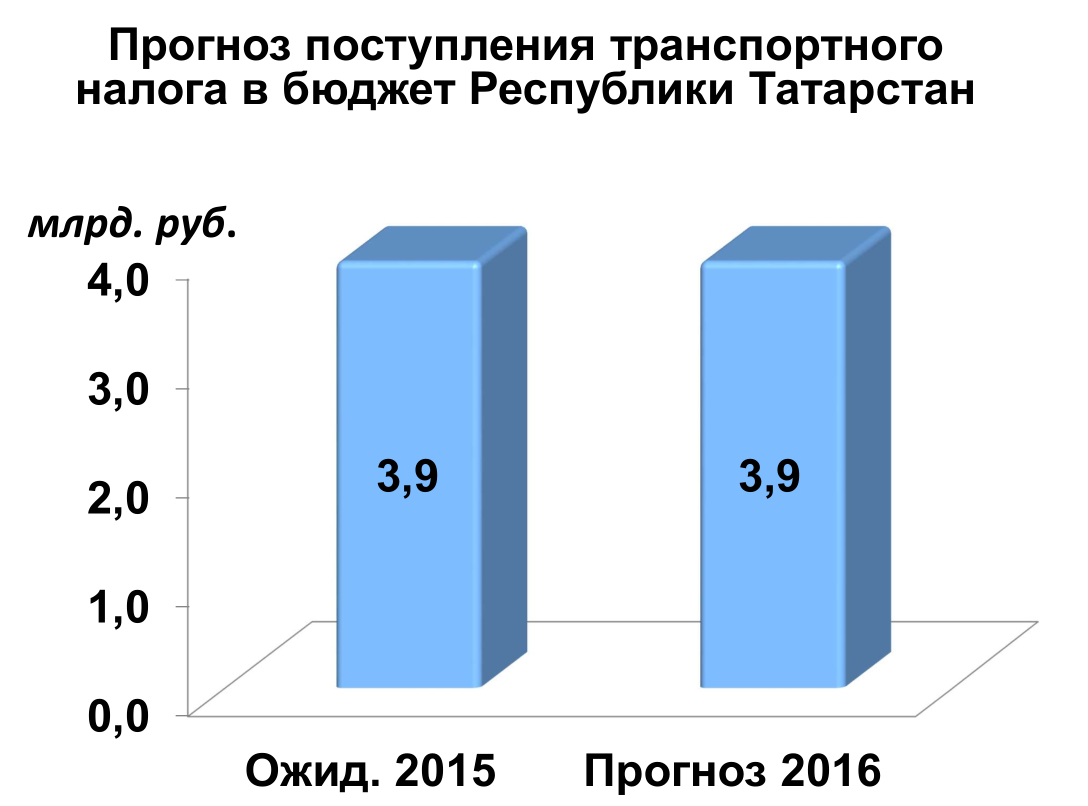 Прогноз поступления транспортного
налога в бюджет Республики Татарстан
млрд. руб.
4,0
3,0
2,0
1,0
0,0
3,9
3,9
Ожид. 2015
Прогноз 2016